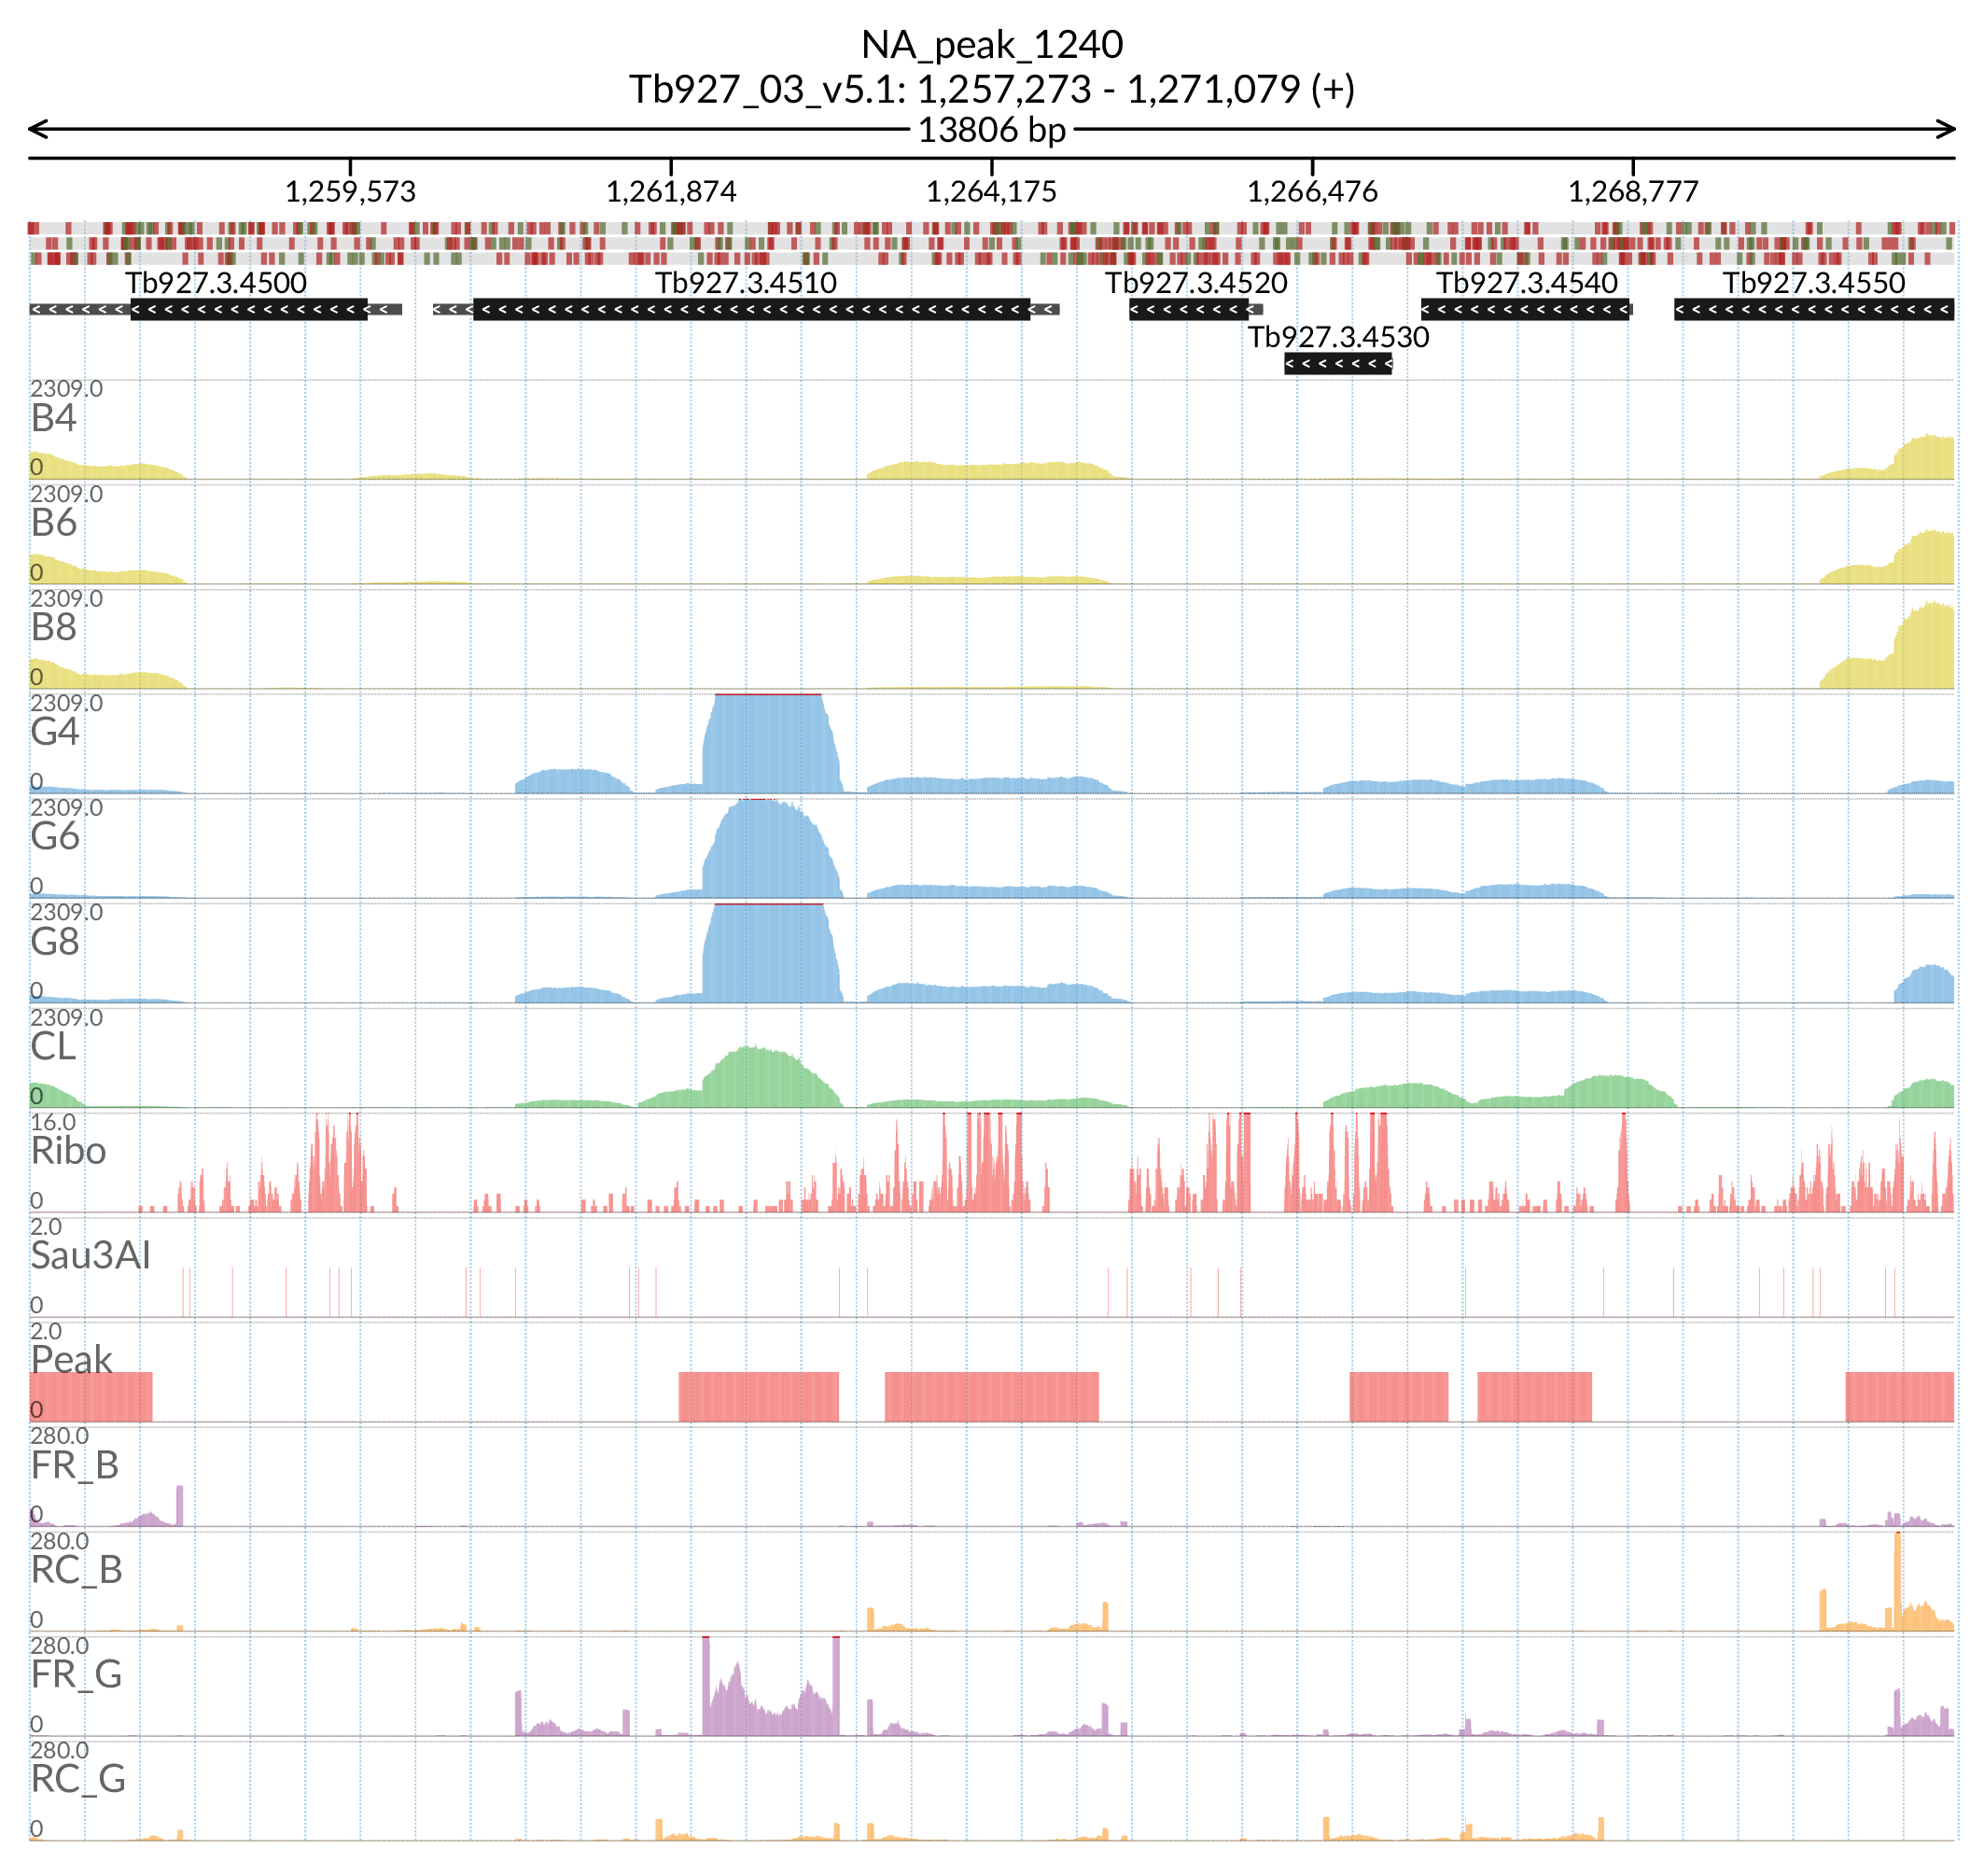 NA_peak_1240
Tb927_03_v5.1: 1,257,273 - 1,271,079 (+)
13806 bp
1,259,573 1,261,874 1,264,175 1,266,476 1,268,777
Tb927.3.4500 Tb927.3.4510 Tb927.3.4520 Tb927.3.4540 Tb927.3.4550
Tb927.3.4530
2309.0
B4
0
2309.0
B6
0
2309.0
B8
0
2309.0
G4
0
2309.0
G6
0
2309.0
G8
0
2309.0
CL
0
16.0
Ribo
0
2.0
Sau3AI
0
2.0
Peak
0
280.0
FR_B
0
280.0
RC_B
0
280.0
FR_G
0
280.0
RC_G
0